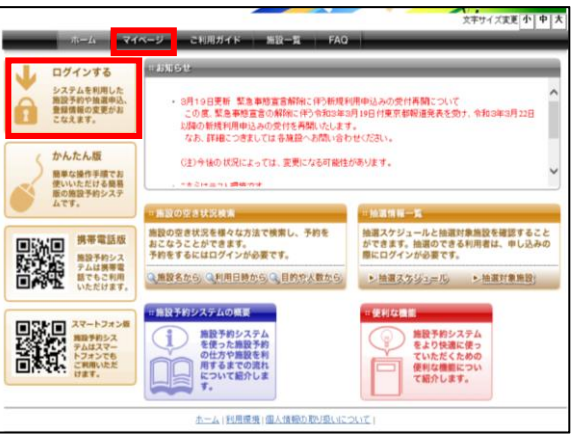 文字サイズ変更 小 中 大
ホーム マイページ ご利用ガイド 施設一覧 FAQ
ログインする
システムを利用した
施設予約や抽選申込、
登録情報の変更がお
こなえます。
お知らせ
・ 3月19日更新 緊急事態宣言解除に伴う新規利用申込みの受付再開について
この度、緊急事態宣言の解除に伴う令和3年3月18日付東京都報道発表を受け、令和3年3月22日
以降の新規利用申込みの受付を再開いたします。
なお、詳細につきましては各施設へお問い合わせください。
(注)今後の状況によっては、変更になる可能性があります。
かんたん版
簡単な操作手順でお
使いいただける簡易
版の施設予約システ
ムです。
携帯電話版
施設予約シス
テムは携帯電
話でもご利用
いただけます。
スマートフォン版
施設予約シス
テムはスマー
トフォンでも
ご利用いただ
けます。
施設の空き状況検索
施設の空き状況を様々な方法で検索し、予約を
おこなうことができます。
予約をするにはログインが必要です。
施設名から 利用日時から 目的や人数から
抽選情報一覧
抽選スケジュールと抽選対象施設を確認すること
ができます。抽選のできる利用者は、申し込みの
際にログインが必要です。
抽選スケジュール 抽選対象施設
施設予約システムの概要
施設予約システム
を使った施設予約
の仕方や施設を利
用するまでの流れ
について紹介しま
す。
便利な機能
施設予約システム
をより快適に使っ
ていただくための
便利な機能につい
て紹介します。
ホーム | 利用環境 | 個人情報の取り扱いについて |